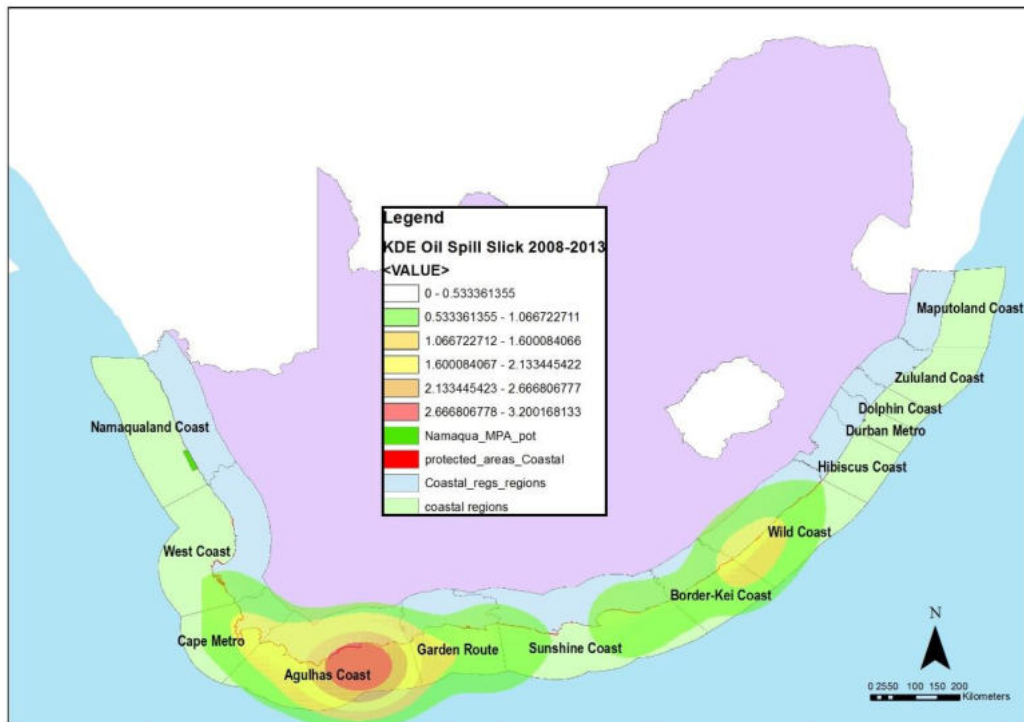 Legend
KDE Oil Spill Slick 2008-2013
<VALUE>
0 - 0.533361355
0.533361355 - 1.066722711
1.066722712 - 1.600084066
1.600084067 - 2.133445422
2.133445423 - 2.666806777
2.666806778 - 3.200168133
Namaqua_MPA_pot
protected_areas_Coastal
Coastal_regs_regions
coastal regions
Maputoland Coast
Zululand Coast
Dolphin Coast
Durban Metro
Hibiscus Coast
Wild Coast
Border-Kei Coast
Sunshine Coast
Garden Route
Agulhas Coast
Cape Metro
West Coast
Namaqualand Coast
N
0 2550 100 150 200
Kilometers